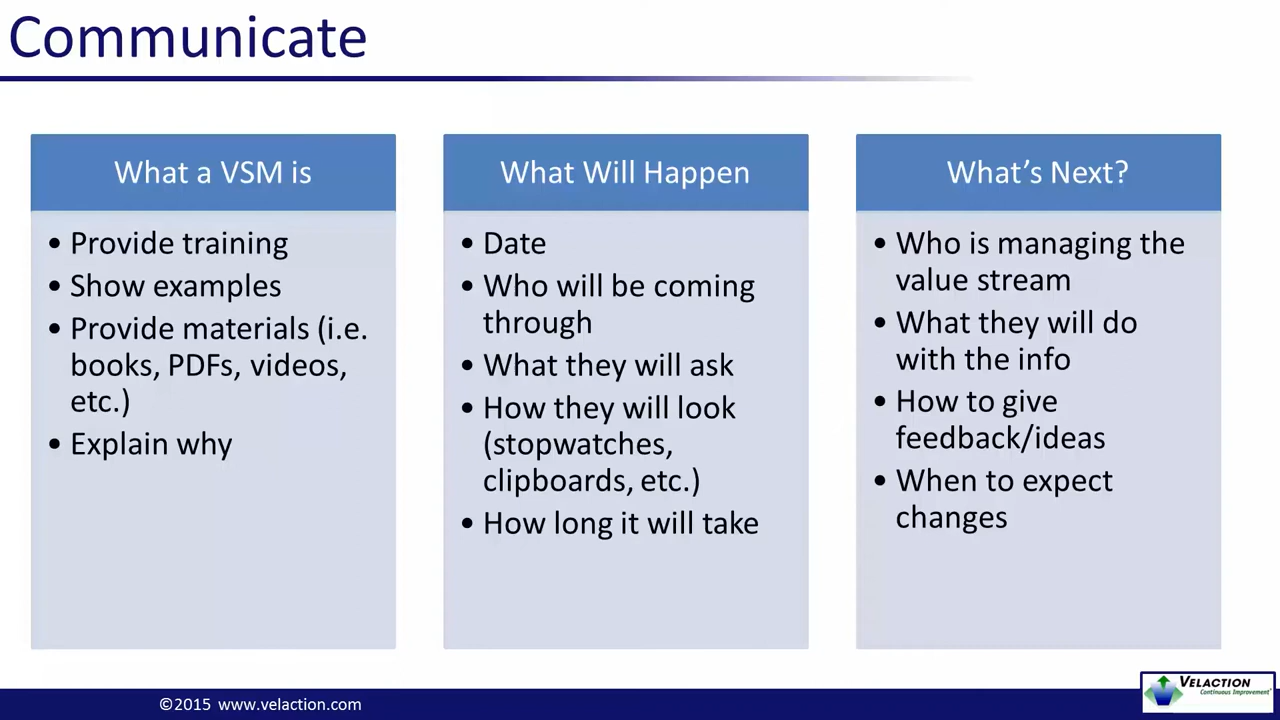 Communicate
What a VSM is
• Provide training
• Show examples
• Provide materials (i.e.
books, PDFs, videos,
etc.)
• Explain why
What Will Happen
• Date
• Who will be coming
through
• What they will ask
• How they will look
(stopwatches,
clipboards, etc.)
• How long it will take
What’s Next?
• Who is managing the
value stream
• What they will do
with the info
• How to give
feedback/ideas
• When to expect
changes
©2015 www.velaction.com
VELACTION
Continuous Improvement